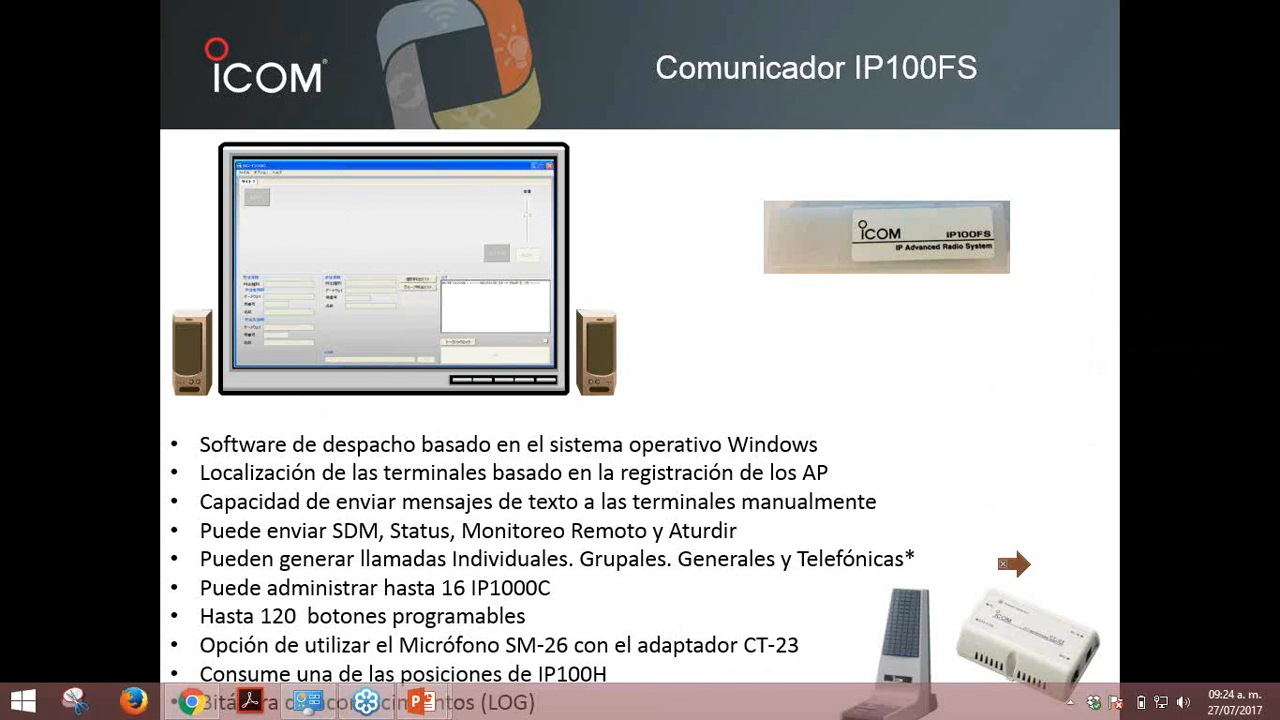 ICOM
Comunicador IP100FS
ICOM
IP100FS
IP Advanced Radio System
• Software de despacho basado en el sistema operativo Windows
• Localización de las terminales basado en la registración de los AP
• Capacidad de enviar mensajes de texto a las terminales manualmente
• Puede enviar SDM, Status, Monitoreo Remoto y Aturdir
• Pueden generar llamadas Individuales. Grupales. Generales y Telefónicas*
• Puede administrar hasta 16 IP1000C
• Hasta 120 botones programables
• Opción de utilizar el Micrófono SM-26 con el adaptador CT-23
• Consume una de las posiciones de IP100H
(LOG)
09:24 a. m.
27/07/2017